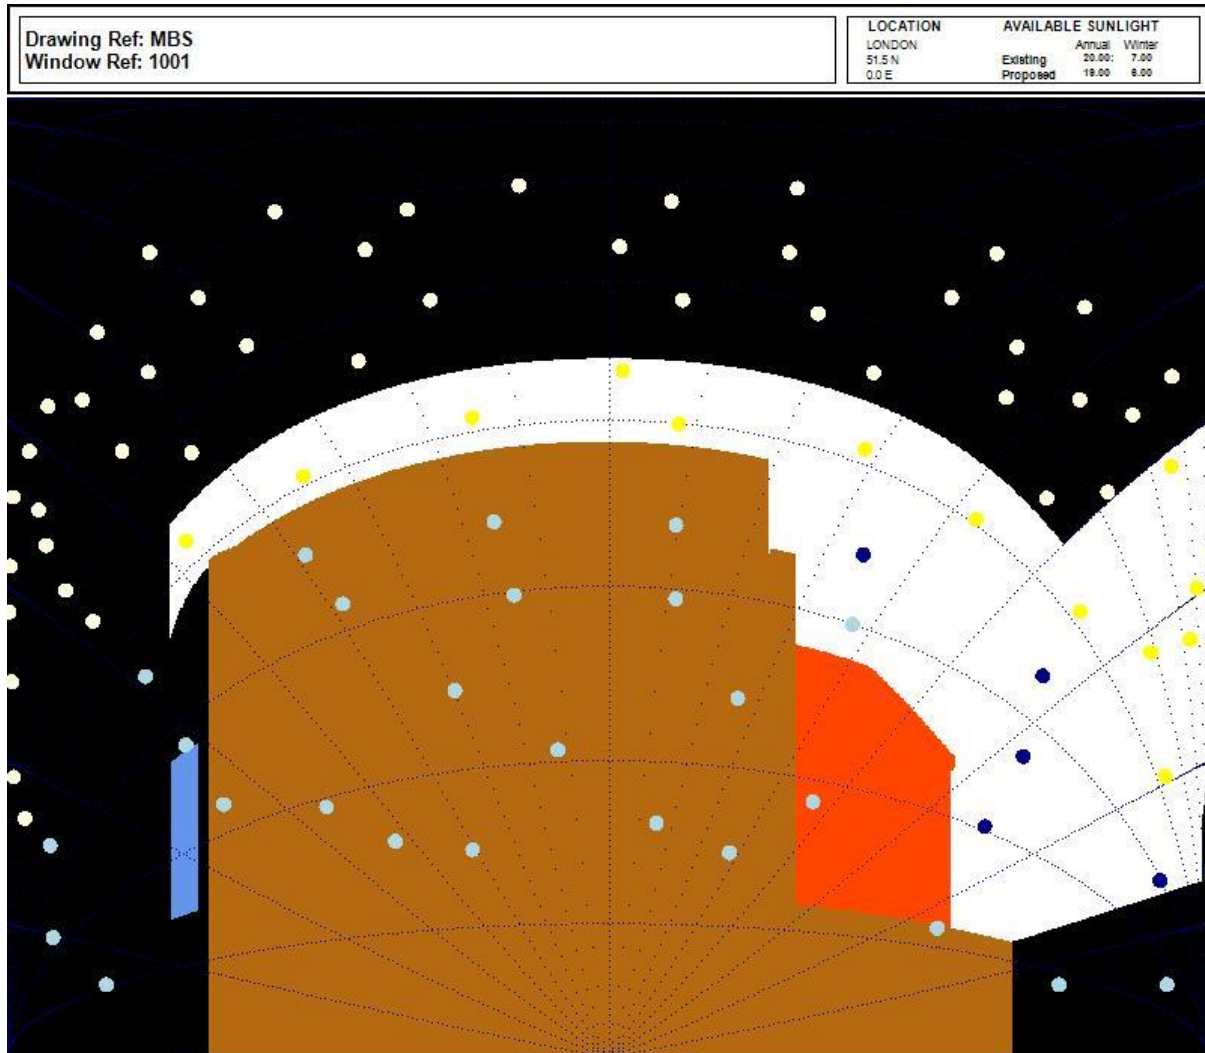 Drawing Ref: MBS
Window Ref: 1001
LOCATION
LONDON
51.5 N
0.0 E
AVAILABLE SUNLIGHT
Annual Winter
Existing 20.00: 7.00
Proposed 19.00 6.00